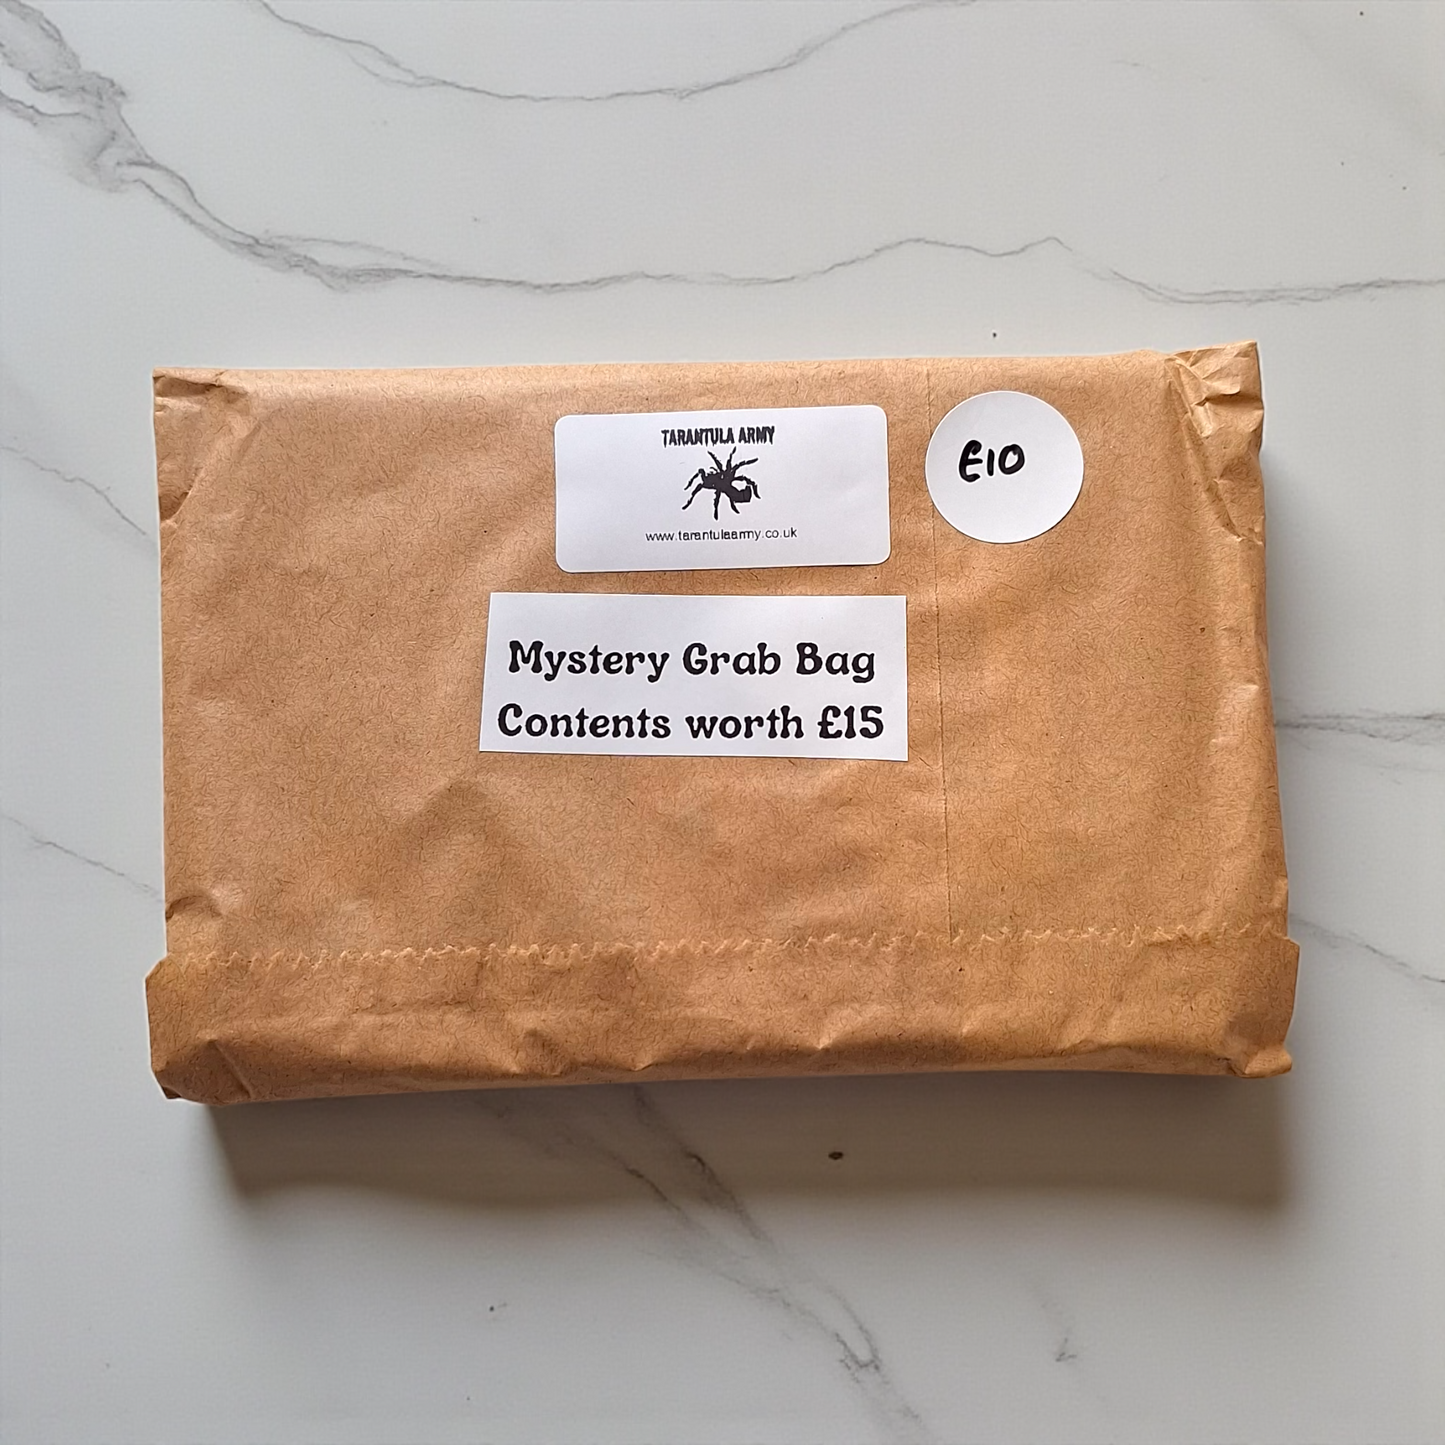 TARANTULA ARMY
www.tarantulaarmy.co.uk
£10
Mystery Grab Bag
Contents worth £15